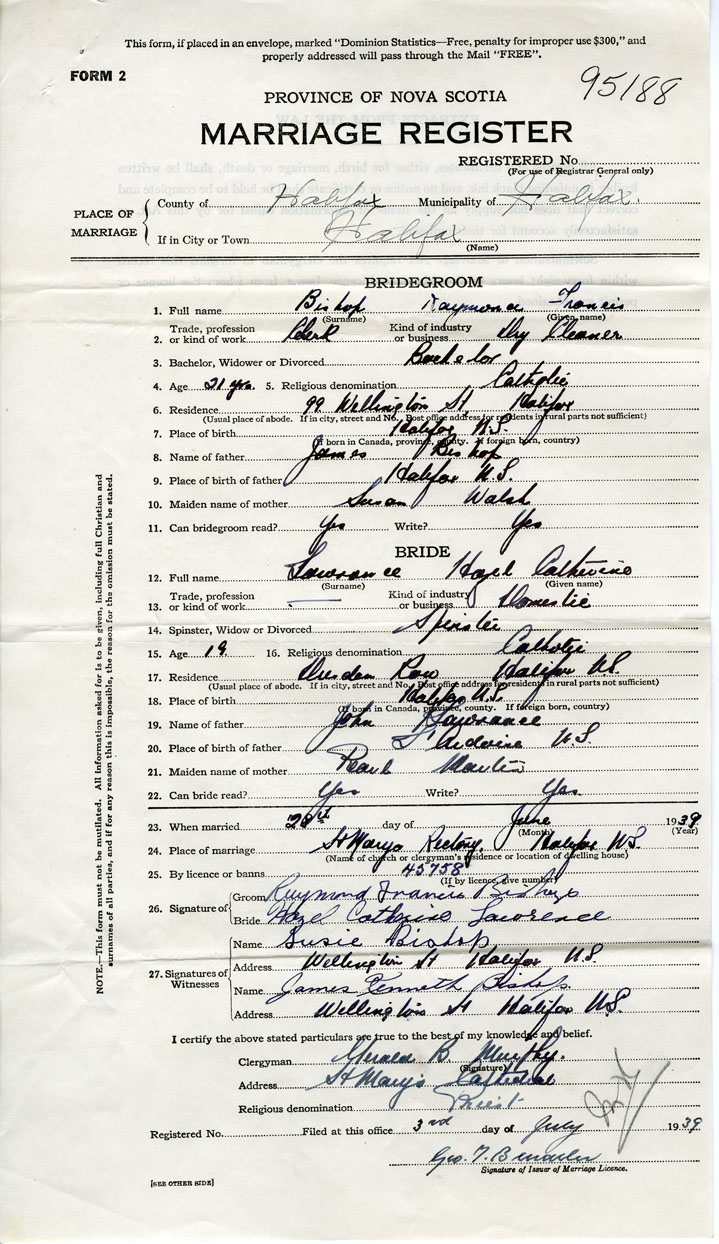 This form, if placed in an envelope, marked "Dominion Statistics—Free, penalty for improper use $300," and
properly addressed will pass through the Mail "FREE".
FORM 2
95188
PROVINCE OF NOVA SCOTIA
MARRIAGE REGISTER
REGISTERED No.
(For use of Registrar General only)
PLACE OF MARRIAGE
County of Halifax Municipality of Halifax.
If in City or Town Halifax
(Name)
BRIDEGROOM
1. Full name Bishop Raymond Francis
(Surname) (Given name)
2. Trade, profession or kind of work Clerk Kind of industry or business Dry Cleaner
3. Bachelor, Widower or Divorced Bachelor
4. Age 21 yrs. 5. Religious denomination Catholic
6. Residence 99 Wellington St. Halifax
(Usual place of abode. If in city, street and No. Post office address for residents in rural parts not sufficient)
7. Place of birth Halifax N.S.
(If born in Canada, province, county. If foreign born, country)
8. Name of father James Bishop
9. Place of birth of father Halifax N.S.
10. Maiden name of mother Susan Walsh
11. Can bridegroom read? Yes Write? Yes
BRIDE
12. Full name Lawrance Hazel Catherine
(Surname) (Given name)
13. Trade, profession or kind of work — Kind of industry or business Domestic
14. Spinster, Widow or Divorced Spinster
15. Age 19 16. Religious denomination Catholic
17. Residence Dresden Row Halifax N.S
(Usual place of abode. If in city, street and No. Post office address for residents in rural parts not sufficient)
18. Place of birth Halifax N.S.
(If born in Canada, province, county. If foreign born, country)
19. Name of father John Lawrance
20. Place of birth of father N.S.
21. Maiden name of mother Pearl Martin
22. Can bride read? Yes Write? Yes
23. When married 28th day of June 1939
(Month) (Year)
24. Place of marriage St Marys Rectory. Halifax N.S.
(Name of church or clergyman's residence or location of dwelling house)
25. By licence or banns 45758
(If by licence, give number)
26. Signature of
Groom Raymond Francis Bishop
Bride Hazel Catherine Lawrence
27. Signatures of Witnesses
Name Susie Bishop
Address Wellington St Halifax N.S.
Name James Kenneth Bishop.
Address Wellington St Halifax N.S.
I certify the above stated particulars are true to the best of my knowledge and belief.
Clergyman Gerald B. Murphy.
(Signature)
Address St Mary's Cathedral
Religious denomination Priest
Registered No. Filed at this office 3rd day of July 1939
Geo. T. B
Signature of Issuer of Marriage Licence.
[SEE OTHER SIDE]
NOTE.—This form must not be mutilated. All information asked for is to be given, including full Christian and
surnames of all parties, and if for any reason this is impossible, the reason for the omission must be stated.